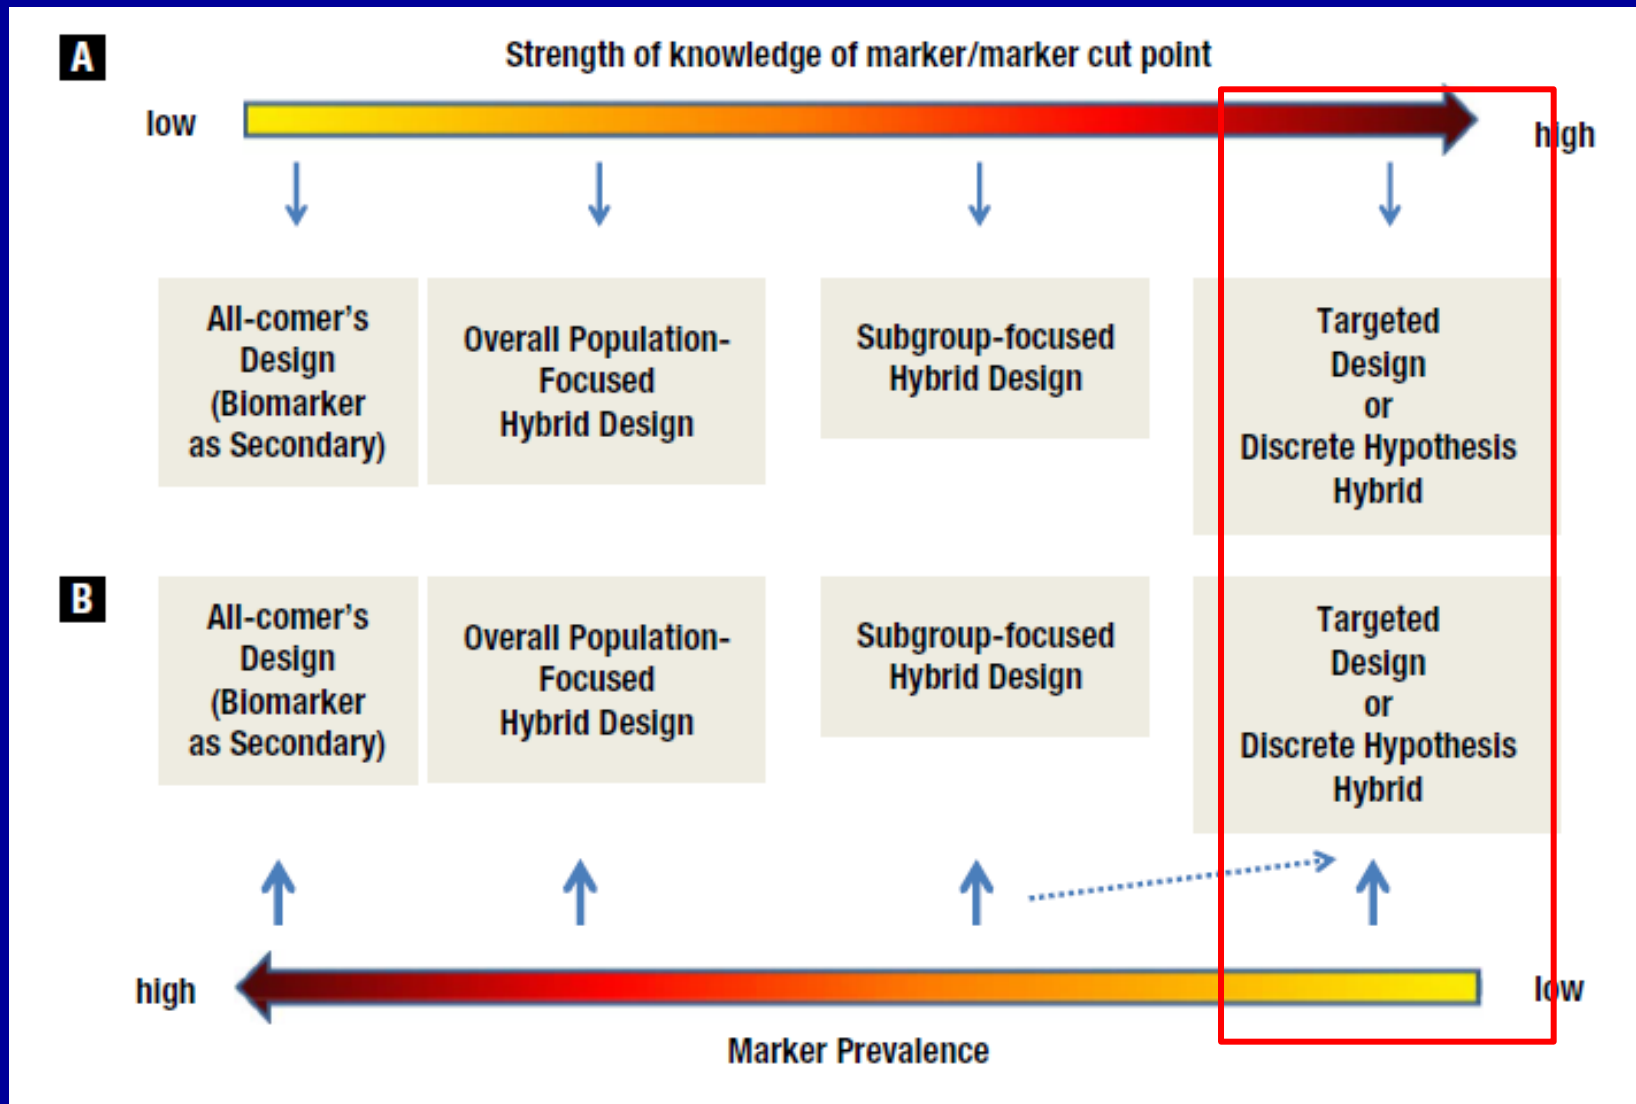 A
Strength of knowledge of marker/marker cut point
low
high
All-comer's
Design
(Biomarker
as Secondary)
Overall Population-
Focused
Hybrid Design
Subgroup-focused
Hybrid Design
Targeted
Design
or
Discrete Hypothesis
Hybrid
B
All-comer's
Design
(Biomarker
as Secondary)
Overall Population-
Focused
Hybrid Design
Subgroup-focused
Hybrid Design
Targeted
Design
or
Discrete Hypothesis
Hybrid
high
low
Marker Prevalence